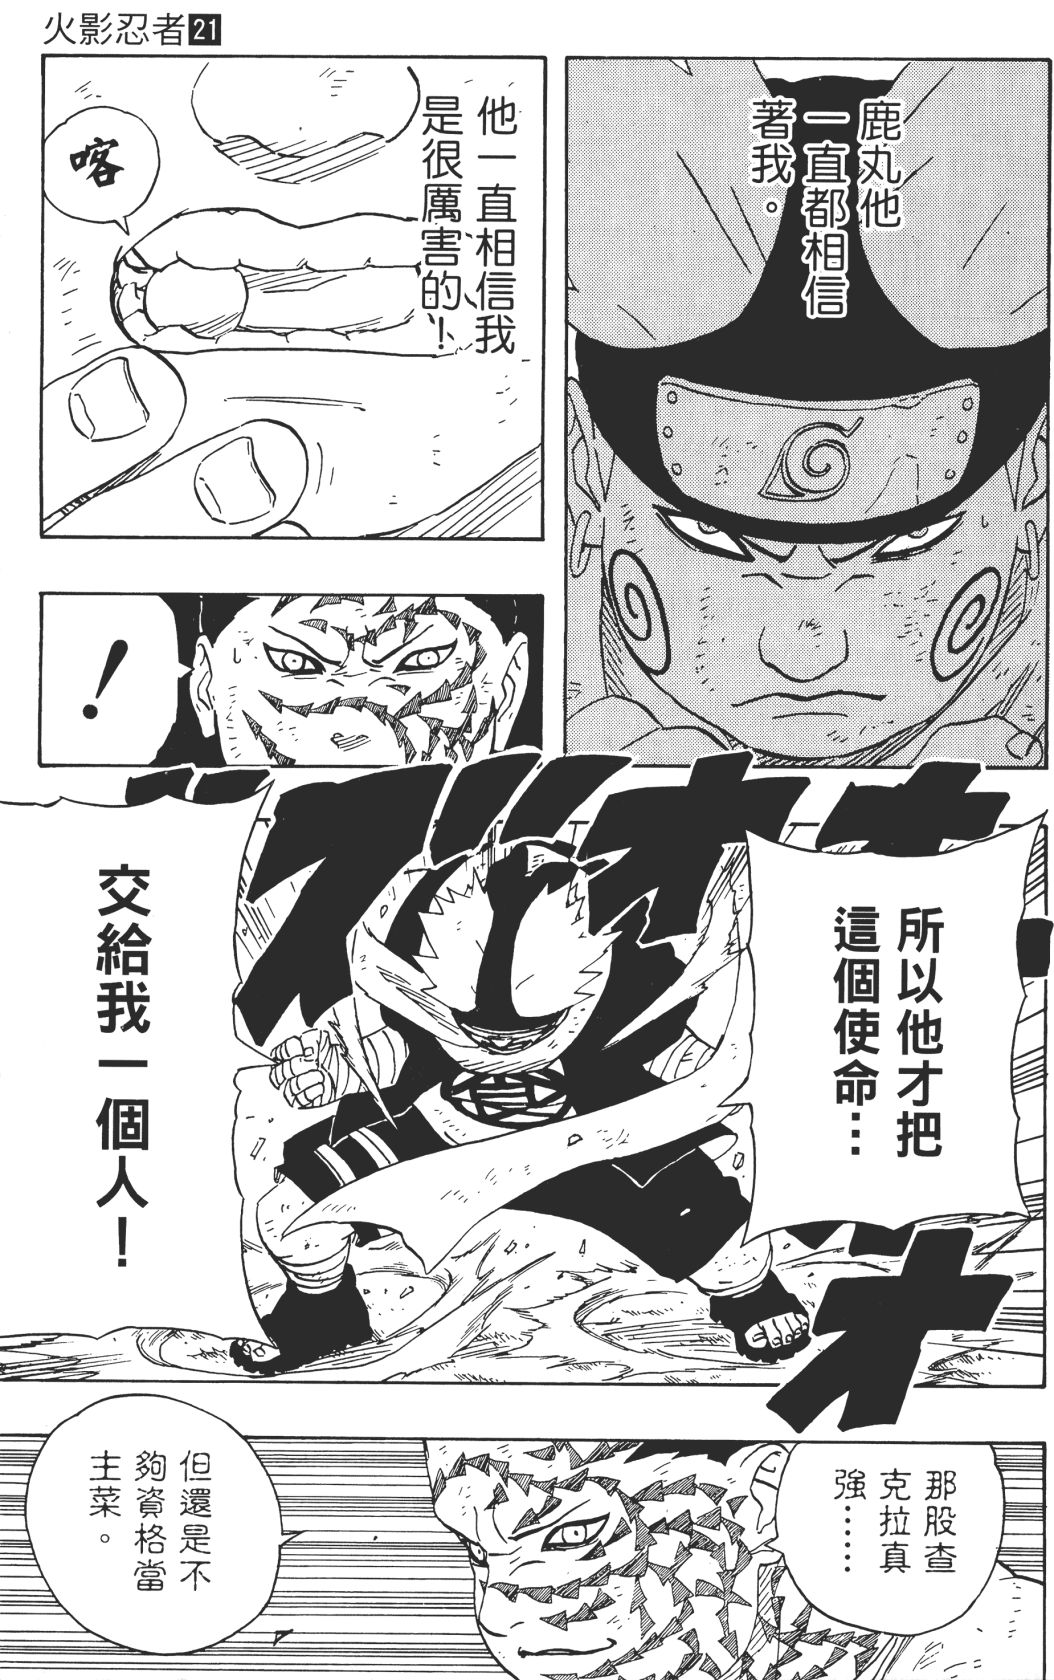 火影忍者21
鹿丸他
一直都相信
著我。
他一直相信我
是很厲害的！
喀
！
所以他才把
這個使命…
交給我一個人！
オオオ
那股查
克拉真
強……
但還是不
夠資格當
主菜。